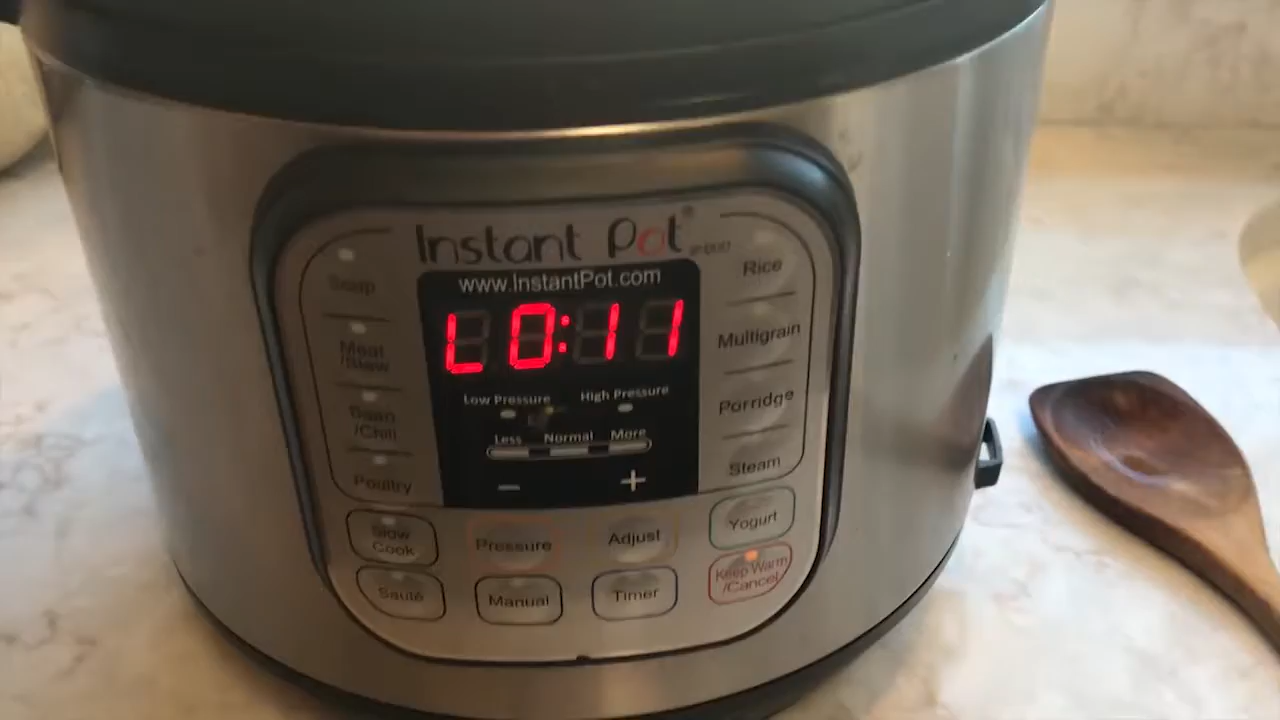 Instant Pot®
www.InstantPot.com
L0:11
Low Pressure High Pressure
Less Normal More
− +
Soup
Meat
/Stew
Bean
/Chili
Poultry
Slow
Cook
Sauté
Pressure
Manual
Adjust
Timer
Rice
Multigrain
Porridge
Steam
Yogurt
Keep Warm
/Cancel